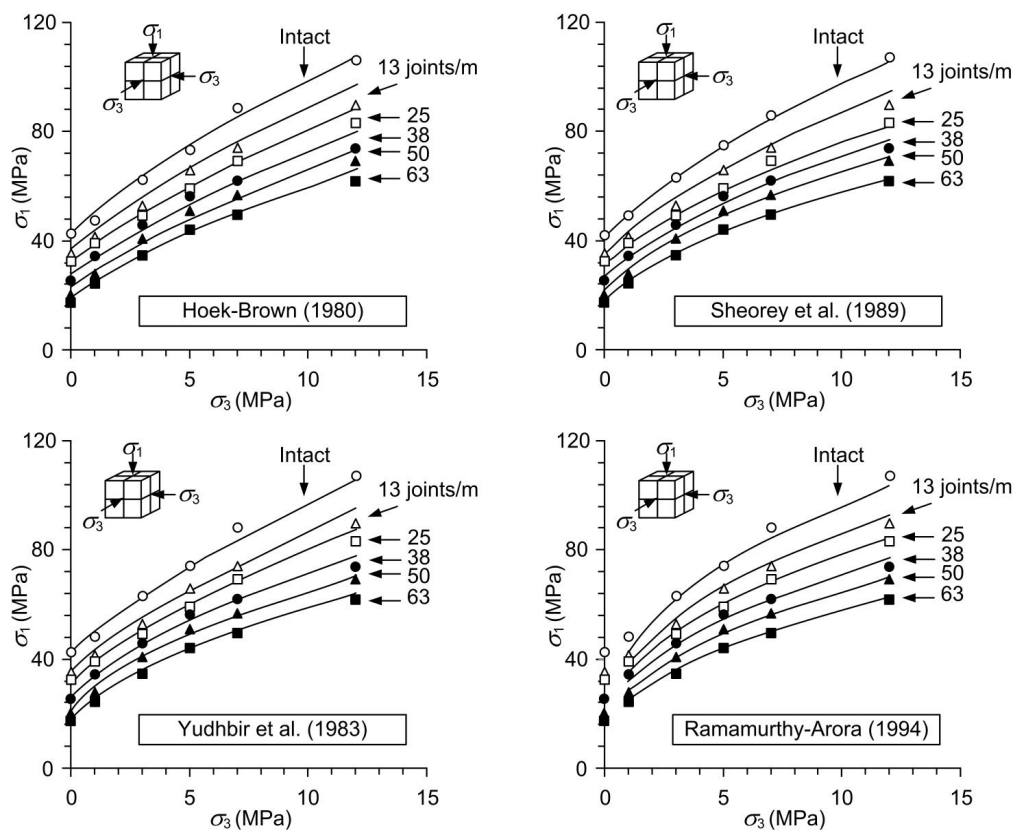 120
80
40
0
σ1 (MPa)
σ1
σ3
σ3
Intact
13 joints/m
25
38
50
63
Hoek-Brown (1980)
0 5 10 15
σ3 (MPa)
120
80
40
0
σ1 (MPa)
σ1
σ3
σ3
Intact
13 joints/m
25
38
50
63
Sheorey et al. (1989)
0 5 10 15
σ3 (MPa)
120
80
40
0
σ1 (MPa)
σ1
σ3
σ3
Intact
13 joints/m
25
38
50
63
Yudhbir et al. (1983)
0 5 10 15
σ3 (MPa)
120
80
40
0
σ1 (MPa)
σ1
σ3
σ3
Intact
13 joints/m
25
38
50
63
Ramamurthy-Arora (1994)
0 5 10 15
σ3 (MPa)